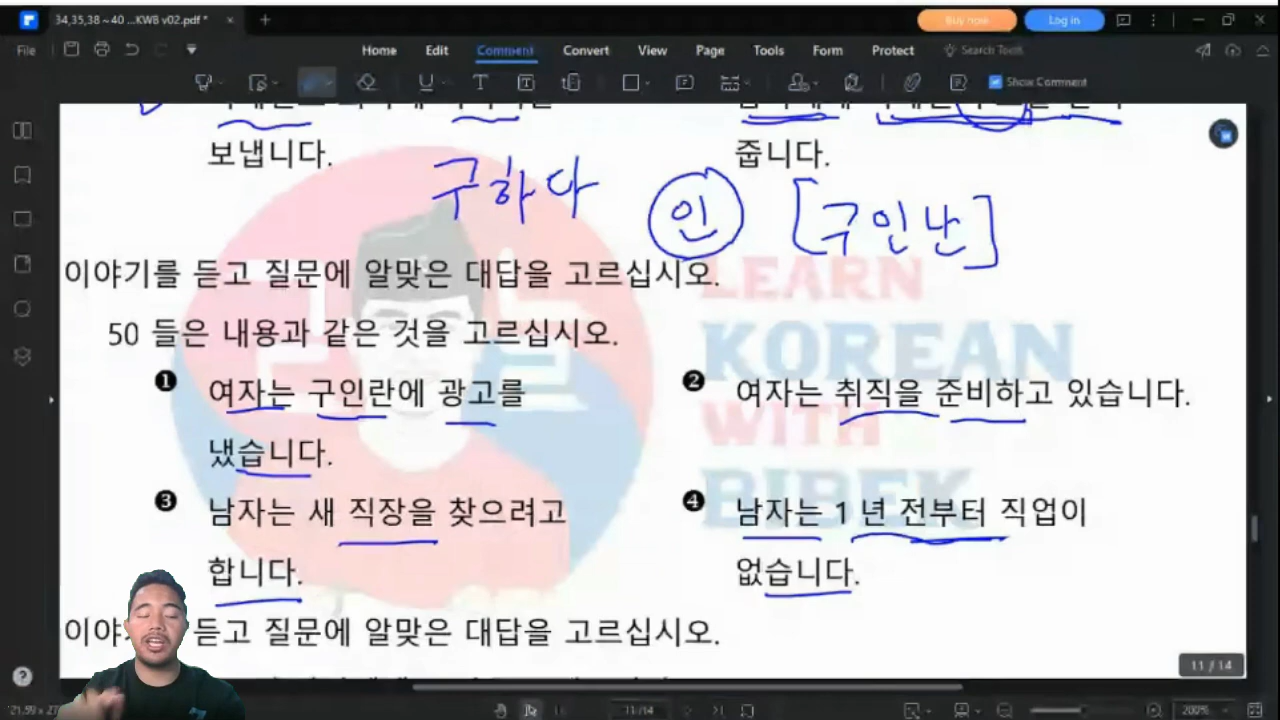 34,35,38 ~ 40 ...KWB v02.pdf *
Buy now
Log in
File
Home Edit Comment Convert View Page Tools Form Protect Search Tools
Show Comment
보냅니다.
줍니다.
구하다
인
[구인난]
이야기를 듣고 질문에 알맞은 대답을 고르십시오.
LEARN
KOREAN
WITH
BIBEK
50 들은 내용과 같은 것을 고르십시오.
❶ 여자는 구인란에 광고를
냈습니다.
❷ 여자는 취직을 준비하고 있습니다.
❸ 남자는 새 직장을 찾으려고
합니다.
❹ 남자는 1 년 전부터 직업이
없습니다.
듣고 질문에 알맞은 대답을 고르십시오.
11 / 14
11/14
200%